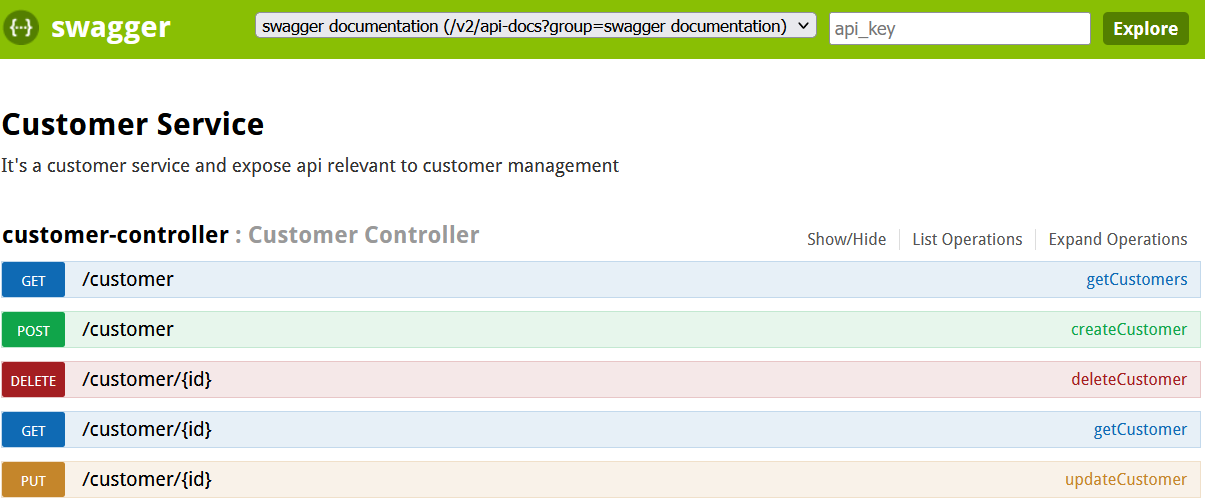 {··} swagger swagger documentation (/v2/api-docs?group=swagger documentation) api_key Explore
Customer Service
It's a customer service and expose api relevant to customer management
customer-controller : Customer Controller Show/Hide List Operations Expand Operations
GET /customer getCustomers
POST /customer createCustomer
DELETE /customer/{id} deleteCustomer
GET /customer/{id} getCustomer
PUT /customer/{id} updateCustomer